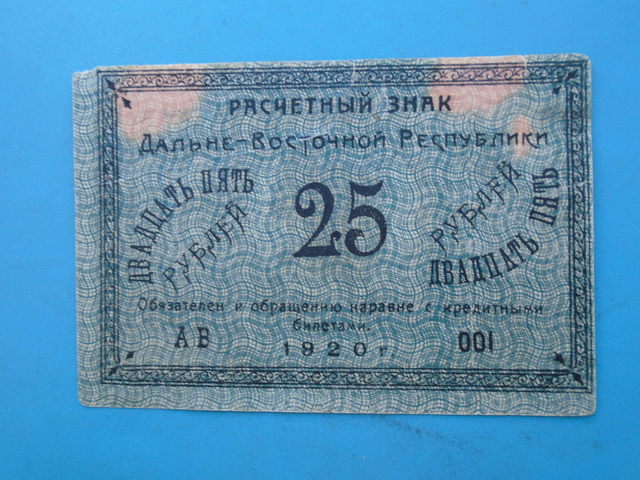 РАСЧЕТНЫЙ ЗНАК
ДАЛЬНЕ-ВОСТОЧНОЙ РЕСПУБЛИКИ
ДВАДЦАТЬ ПЯТЬ
РУБЛЕЙ
25
РУБЛЕЙ
ДВАДЦАТЬ ПЯТЬ
Обязателен к обращению наравне с кредитными
билетами.
АВ
001
1920 г.